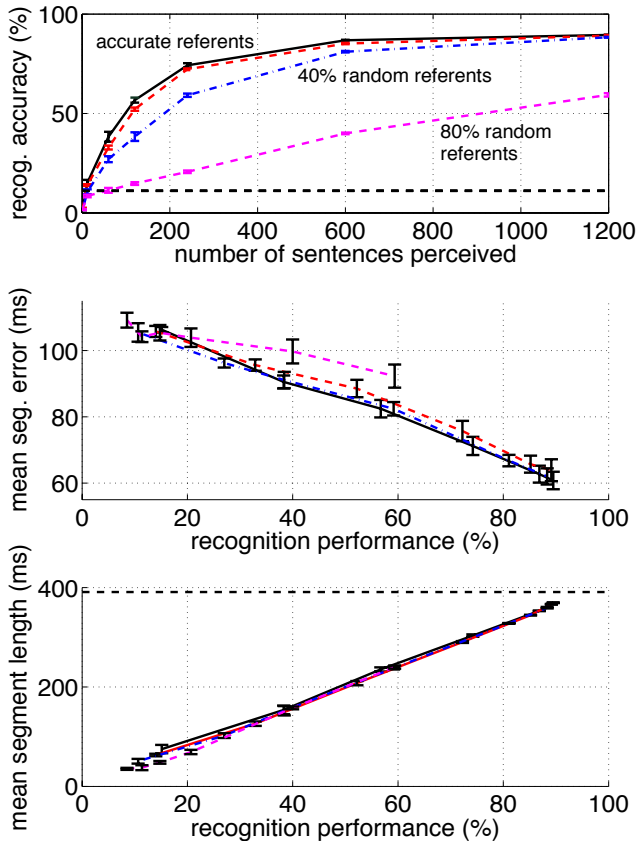 recog. accuracy (%)
100
50
0
accurate referents
40% random referents
80% random
referents
0 200 400 600 800 1000 1200
number of sentences perceived
mean seg. error (ms)
100
80
60
0 20 40 60 80 100
recognition performance (%)
mean segment length (ms)
400
200
0
0 20 40 60 80 100
recognition performance (%)